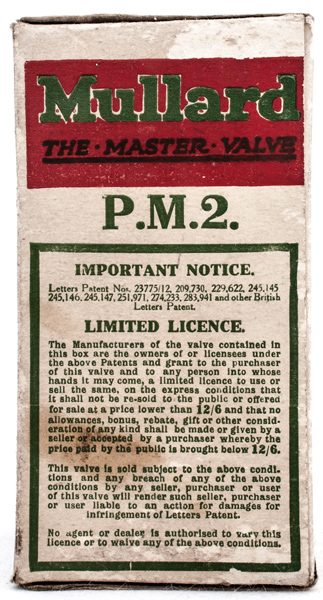 Mullard
THE · MASTER · VALVE
P.M.2.
IMPORTANT NOTICE.
Letters Patent Nos. 23775/12, 209,730, 229,622, 245,145
245,146, 245,147, 251,971, 274,233, 283,941 and other British
Letters Patent.
LIMITED LICENCE.
The Manufacturers of the valve contained in
this box are the owners of or licensees under
the above Patents and grant to the purchaser
of this valve and to any person into whose
hands it may come, a limited licence to use or
sell the same, on the express conditions that
it shall not be re-sold to the public or offered
for sale at a price lower than 12/6 and that no
allowances, bonus, rebate, gift or other consid-
eration of any kind shall be made or given by a
seller or accepted by a purchaser whereby the
price paid by the public is brought below 12/6.
This valve is sold subject to the above condi-
tions and any breach of any of the above
conditions by any seller, purchaser or user
of this valve will render such seller, purchaser
or user liable to an action for damages for
infringement of Letters Patent.
No agent or dealer is authorised to vary this
licence or to waive any of the above conditions.